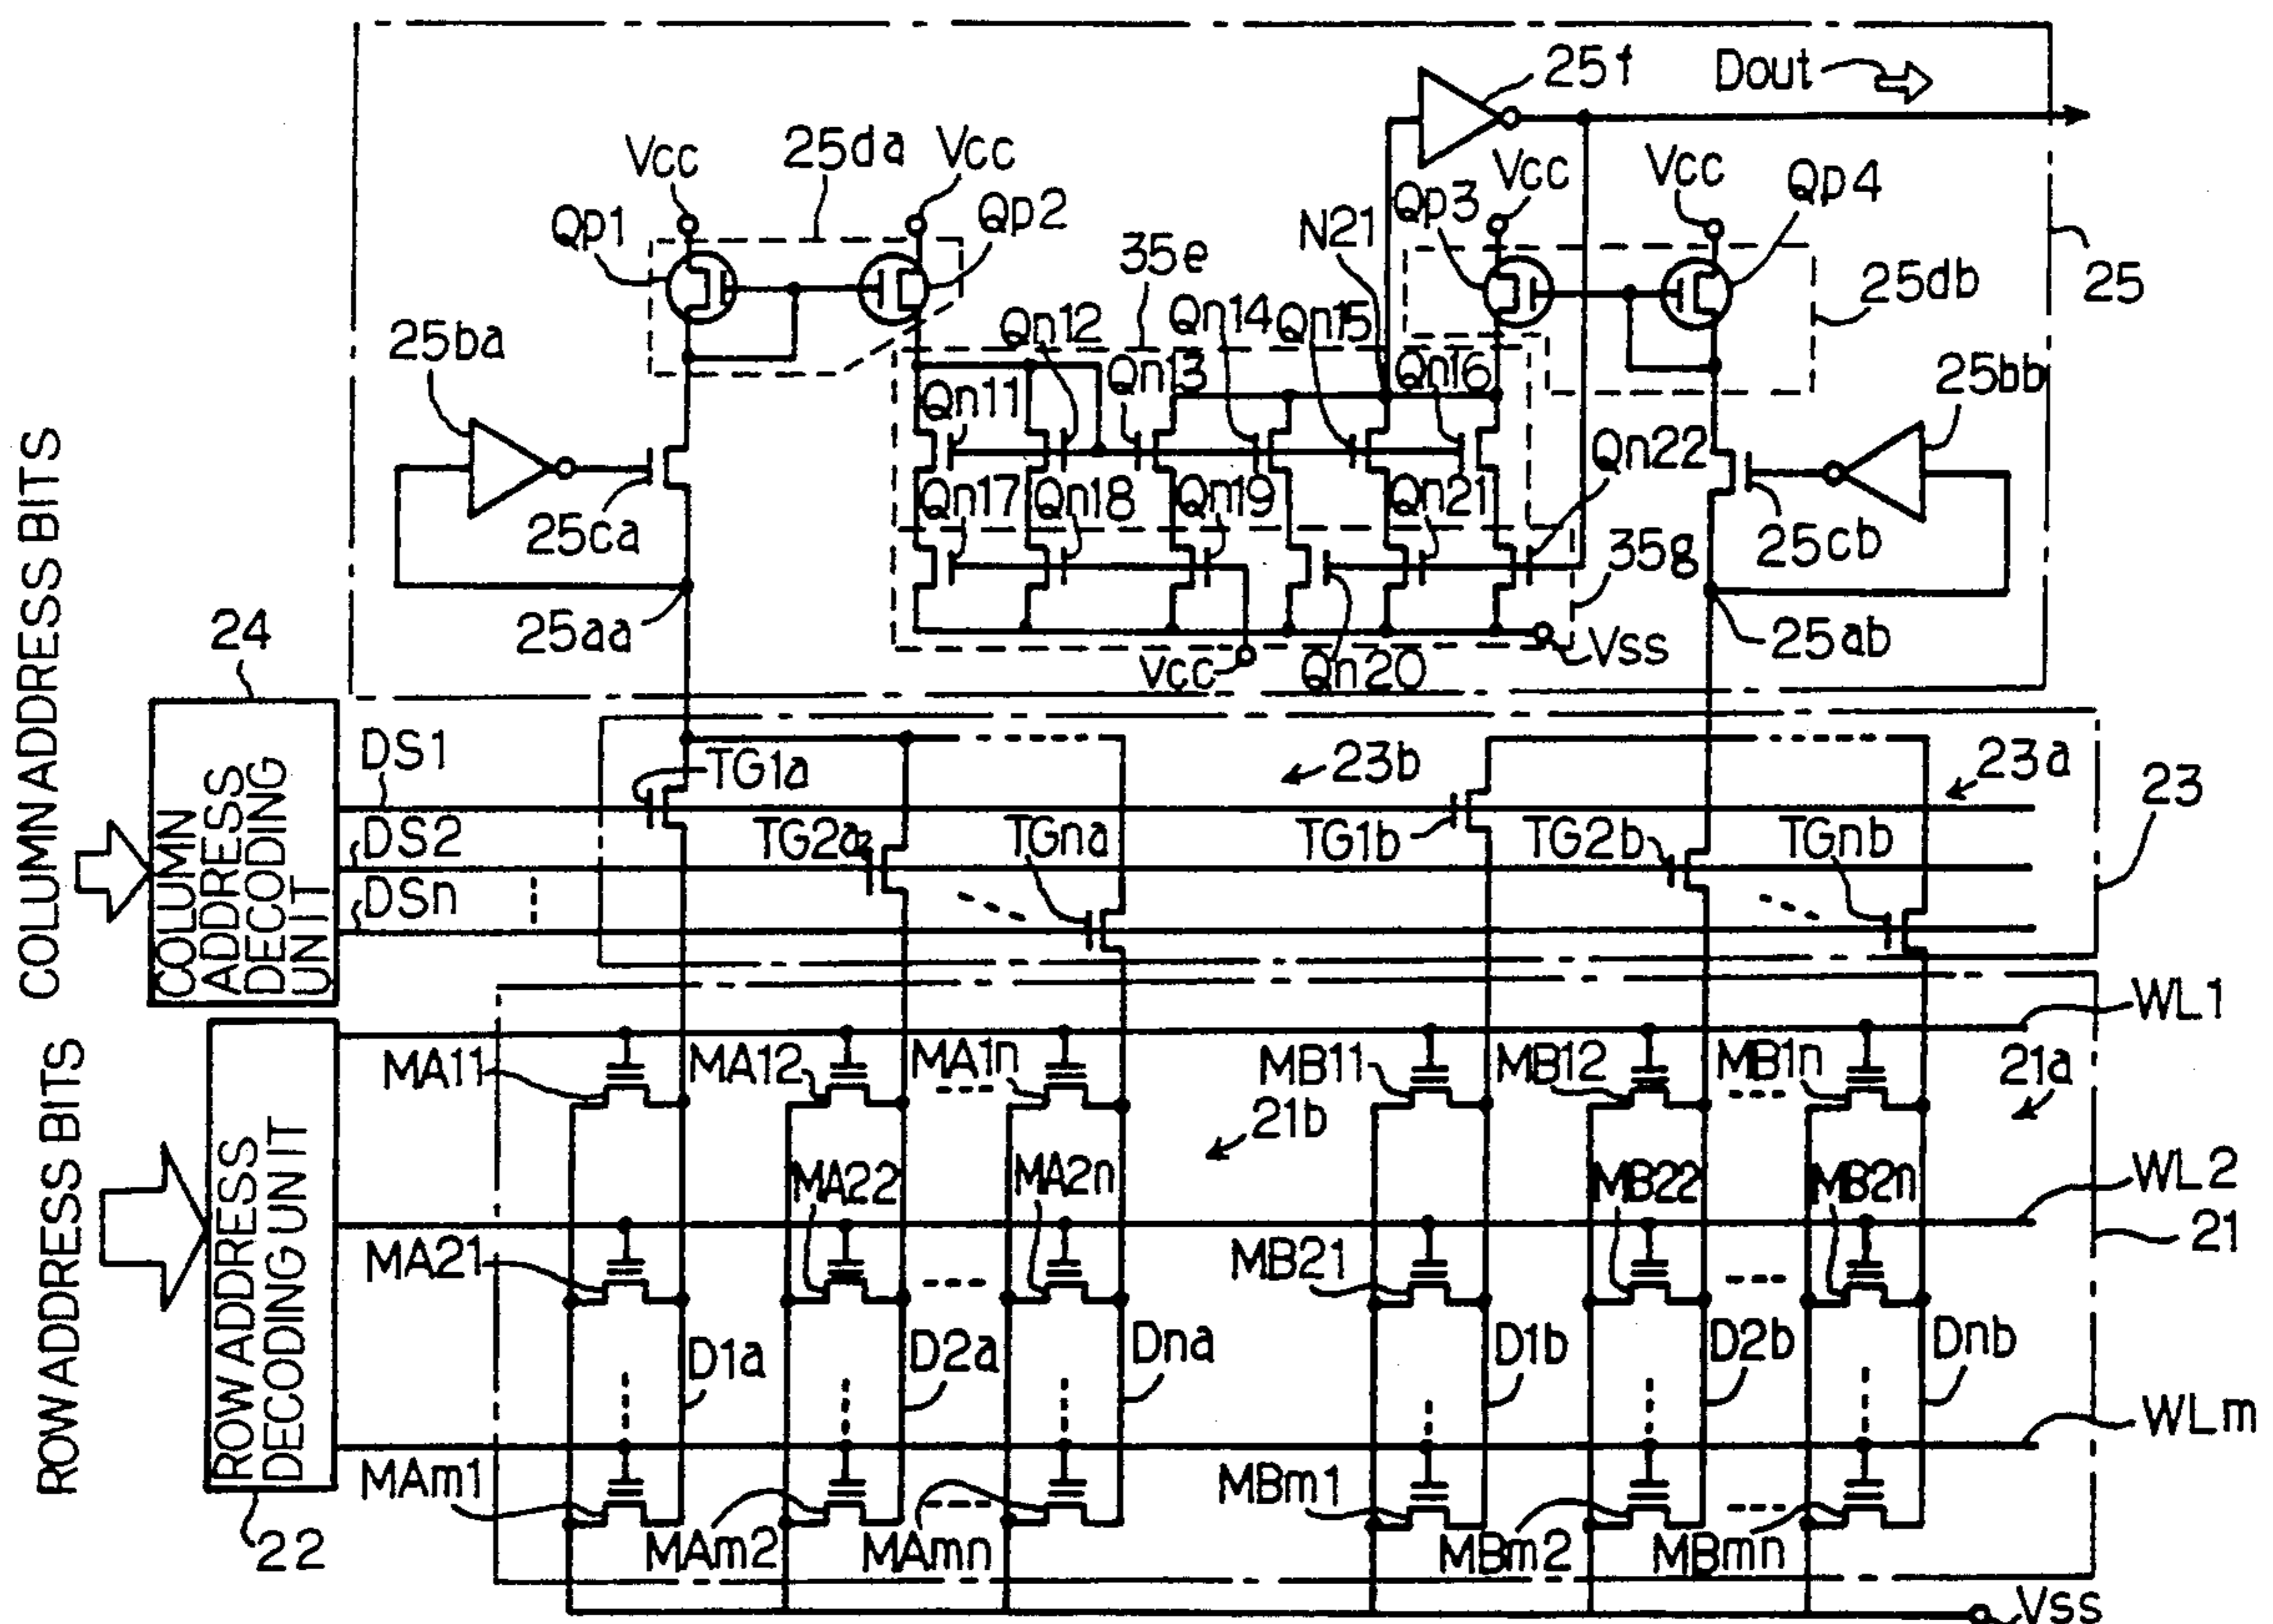 25f
Dout
Vcc
25da
Vcc
Vcc
Vcc
Qp4
Qp1
Qp2
Qp3
N21
35e
25
25db
Qn12
Qn14
Qn15
25ba
Qn13
Qn16
25bb
Qn11
Qn22
Qn17
Qn18
Qn19
Qn21
25ca
25cb
35g
25aa
25ab
Vss
Vcc
Qn20
COLUMN ADDRESS BITS
24
COLUMN
ADDRESS
DECODING
UNIT
DS1
TG1a
23b
23a
23
DS2
TG2a
TGna
TG1b
TG2b
TGnb
DSn
WL1
MA11
MA12
MA1n
MB11
MB12
MB1n
21a
21b
ROW ADDRESS BITS
ROW ADDRESS
DECODING UNIT
MA22
MA2n
MB22
MB2n
WL2
21
MA21
MB21
D1a
D2a
Dna
D1b
D2b
Dnb
WLm
MAm1
MBm1
MAm2
MAmn
MBm2
MBmn
22
Vss